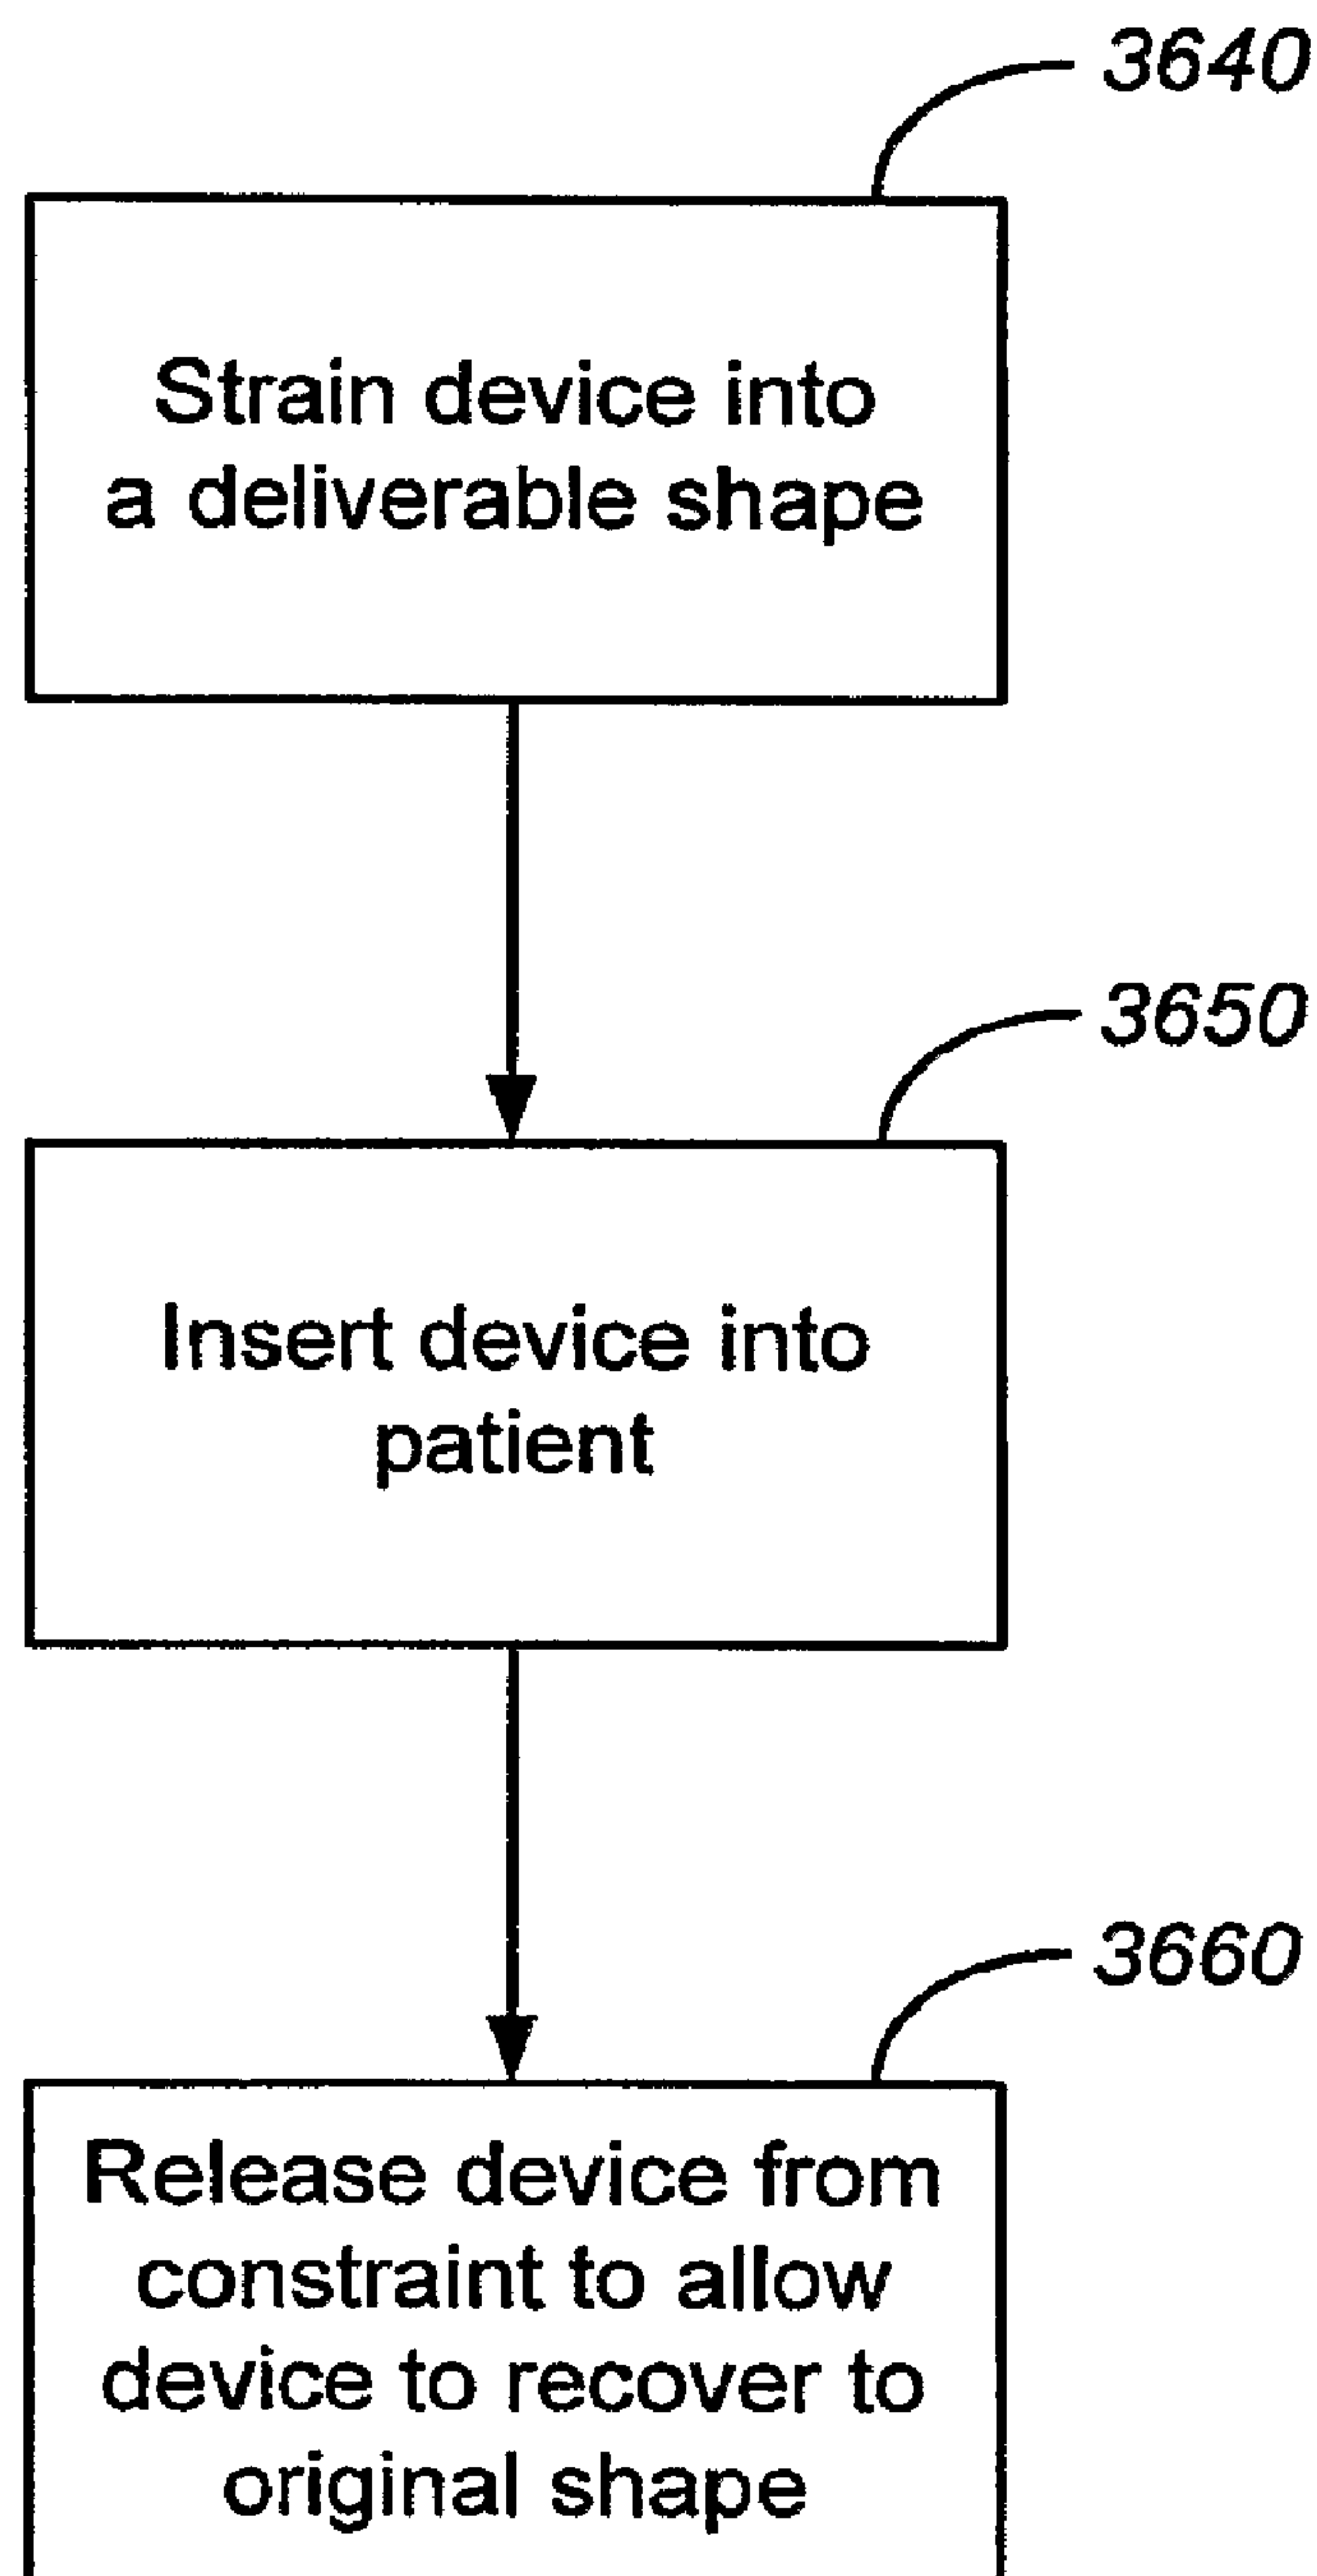 3640
Strain device into
a deliverable shape
3650
Insert device into
patient
3660
Release device from
constraint to allow
device to recover to
original shape